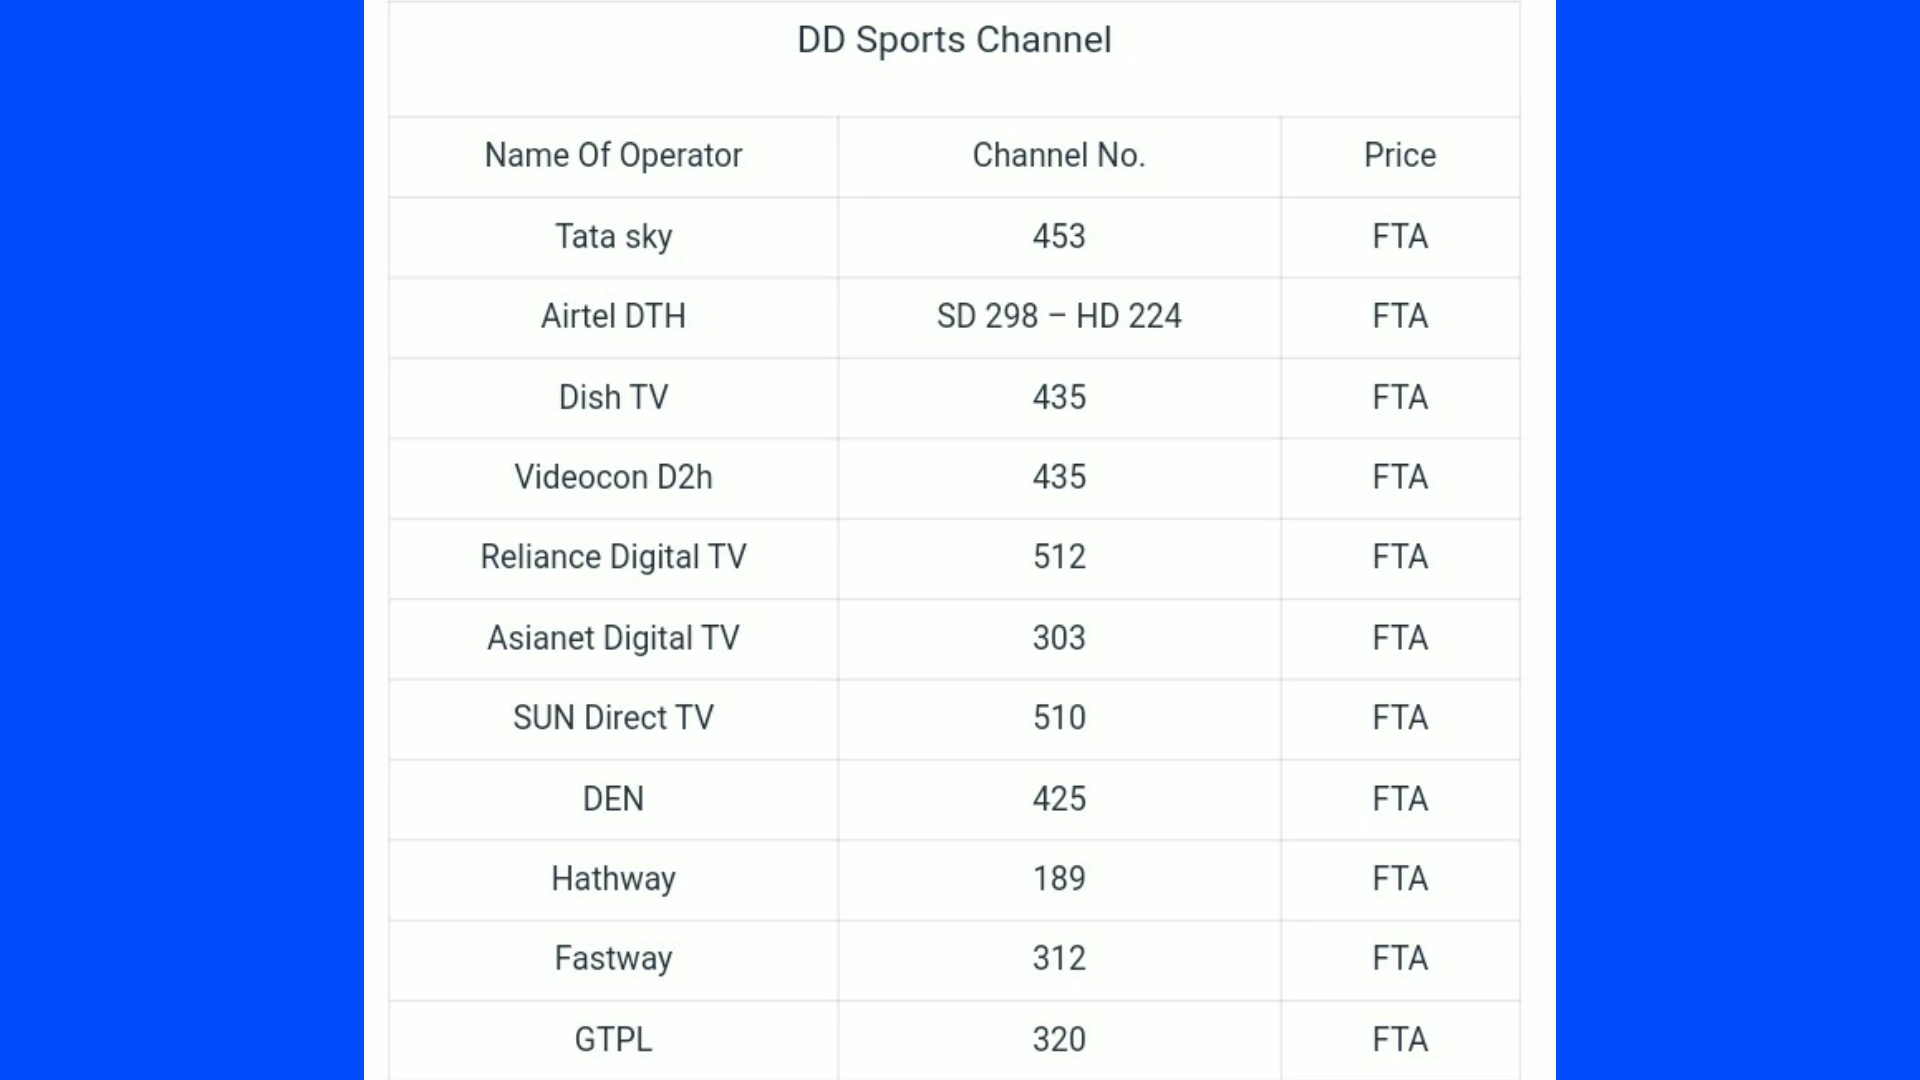 DD Sports Channel
Name Of Operator Channel No. Price
Tata sky 453 FTA
Airtel DTH SD 298 – HD 224 FTA
Dish TV 435 FTA
Videocon D2h 435 FTA
Reliance Digital TV 512 FTA
Asianet Digital TV 303 FTA
SUN Direct TV 510 FTA
DEN 425 FTA
Hathway 189 FTA
Fastway 312 FTA
GTPL 320 FTA